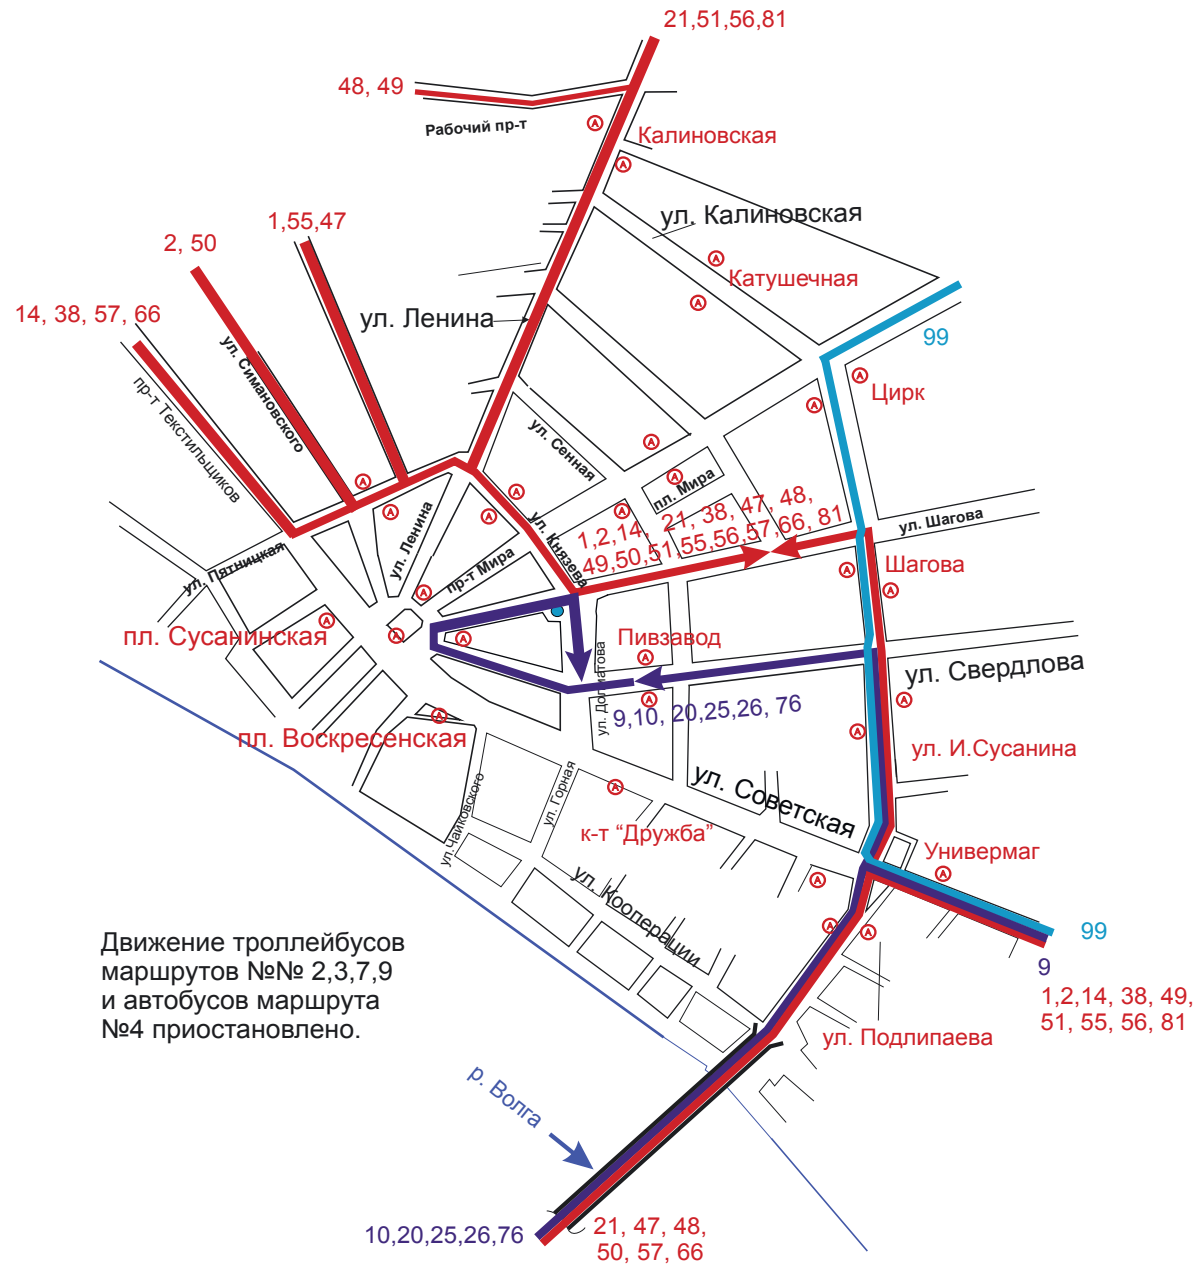 21,51,56,81
48, 49
Рабочий пр-т
Калиновская
ул. Калиновская
1,55,47
2, 50
Катушечная
14, 38, 57, 66
ул. Ленина
99
ул. Симановского
пр-т Текстильщиков
Цирк
ул. Сенная
пл. Мира
1,2,14, 21, 38, 47, 48,
49,50,51,55,56,57,66, 81
ул. Шагова
ул. Ленина
ул. Князева
ул. Пятницкая
пр-т Мира
Шагова
пл. Сусанинская
Пивзавод
ул. Свердлова
ул. Долматова
9,10, 20,25,26, 76
пл. Воскресенская
ул. И.Сусанина
ул. Советская
ул. Горная
ул.Чайковского
к-т “Дружба”
Универмаг
ул. Кооперации
Движение троллейбусов
маршрутов №№ 2,3,7,9
и автобусов маршрута
№4 приостановлено.
99
9
1,2,14, 38, 49,
51, 55, 56, 81
ул. Подлипаева
р. Волга
10,20,25,26,76
21, 47, 48,
50, 57, 66